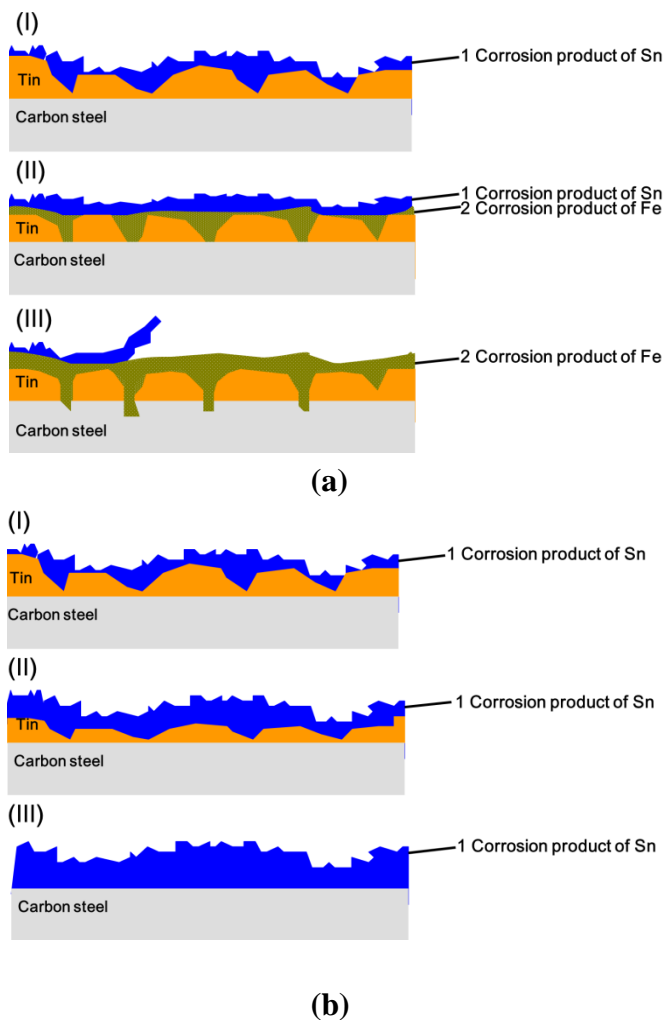 (I)
1 Corrosion product of Sn
Tin
Carbon steel
(II)
1 Corrosion product of Sn
2 Corrosion product of Fe
Tin
Carbon steel
(III)
2 Corrosion product of Fe
Tin
Carbon steel
(a)
(I)
1 Corrosion product of Sn
Tin
Carbon steel
(II)
1 Corrosion product of Sn
Tin
Carbon steel
(III)
1 Corrosion product of Sn
Carbon steel
(b)